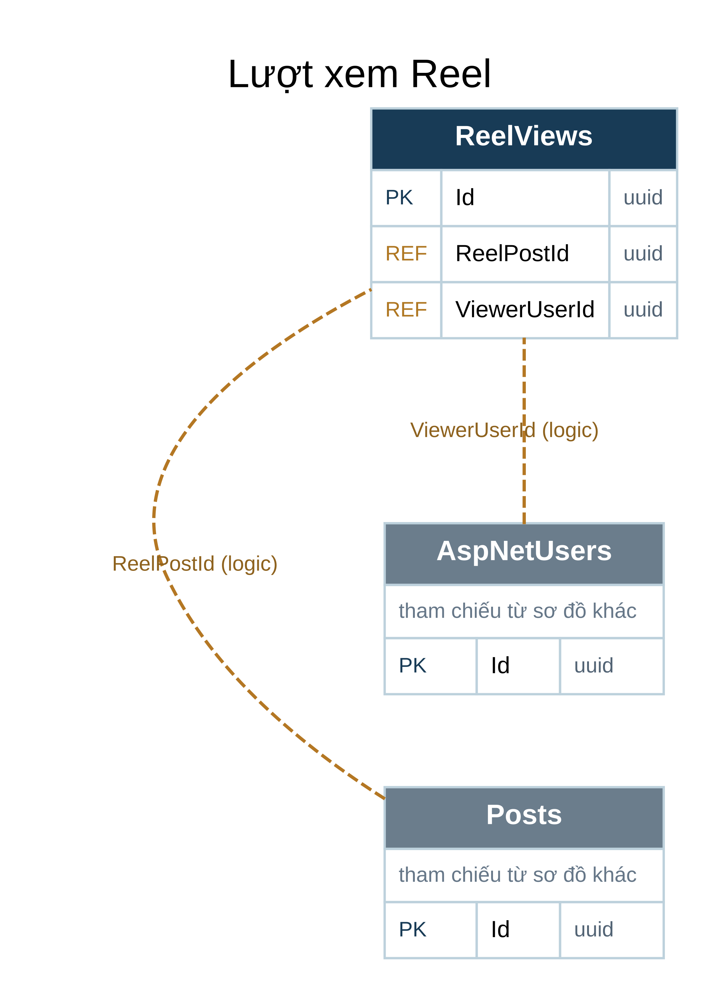 Lượt xem Reel
ReelViews
PK Id uuid
REF ReelPostId uuid
REF ViewerUserId uuid
ViewerUserId (logic)
ReelPostId (logic)
AspNetUsers
tham chiếu từ sơ đồ khác
PK Id uuid
Posts
tham chiếu từ sơ đồ khác
PK Id uuid